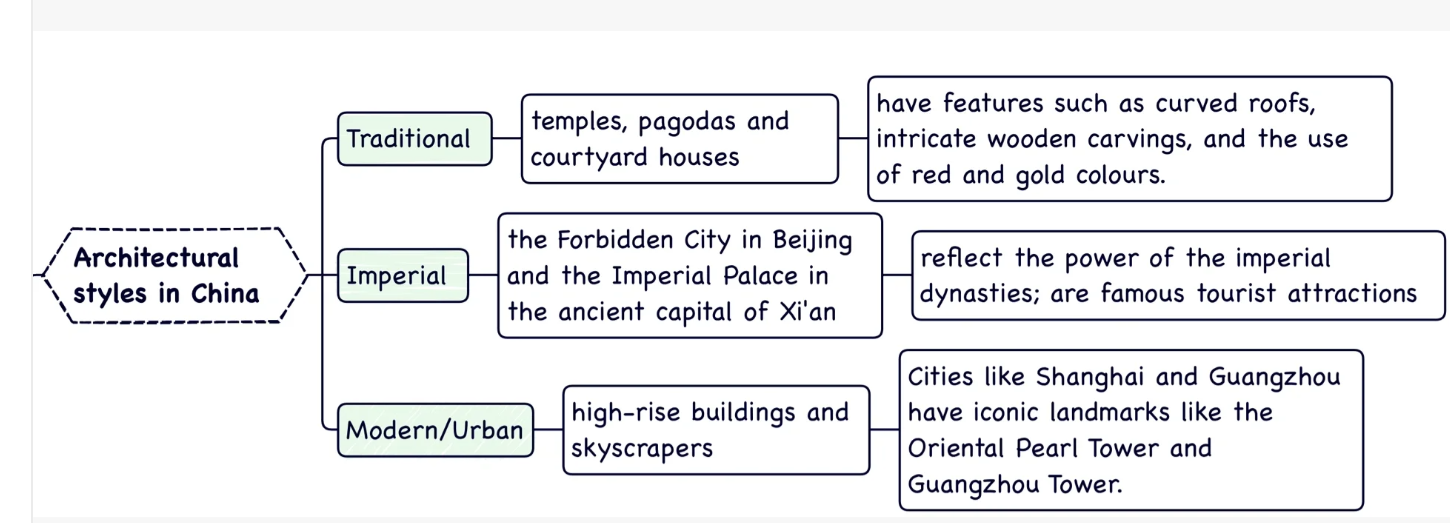 Architectural
styles in China
Traditional
temples, pagodas and
courtyard houses
have features such as curved roofs,
intricate wooden carvings, and the use
of red and gold colours.
Imperial
the Forbidden City in Beijing
and the Imperial Palace in
the ancient capital of Xi'an
reflect the power of the imperial
dynasties; are famous tourist attractions
Modern/Urban
high-rise buildings and
skyscrapers
Cities like Shanghai and Guangzhou
have iconic landmarks like the
Oriental Pearl Tower and
Guangzhou Tower.